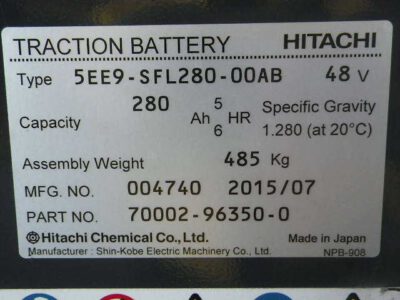 TRACTION BATTERY HITACHI
Type 5EE9-SFL280-00AB 48 V
Capacity 280 Ah 5 6 HR Specific Gravity
1.280 (at 20°C)
Assembly Weight 485 Kg
MFG. NO. 004740 2015/07
PART NO. 70002-96350-0
Hitachi Chemical Co., Ltd. Made in Japan
Manufacturer : Shin-Kobe Electric Machinery Co., Ltd. NPB-908